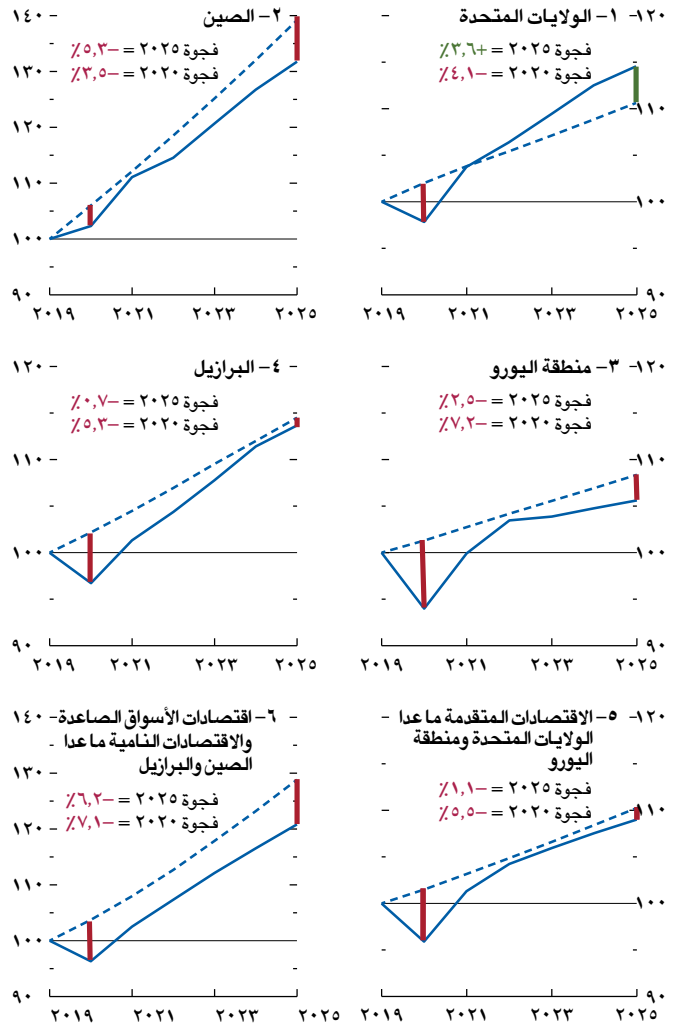 ١– الولايات المتحدة
فجوة ٢٠٢٥ = +٣,٦٪
فجوة ٢٠٢٠ = –٤,١٪
١٢٠
١١٠
١٠٠
٩٠
٢٠١٩ ٢٠٢١ ٢٠٢٣ ٢٠٢٥
٢– الصين
فجوة ٢٠٢٥ = –٥,٣٪
فجوة ٢٠٢٠ = –٣,٥٪
١٤٠
١٣٠
١٢٠
١١٠
١٠٠
٩٠
٢٠١٩ ٢٠٢١ ٢٠٢٣ ٢٠٢٥
٣– منطقة اليورو
فجوة ٢٠٢٥ = –٢,٥٪
فجوة ٢٠٢٠ = –٧,٢٪
١٢٠
١١٠
١٠٠
٩٠
٢٠١٩ ٢٠٢١ ٢٠٢٣ ٢٠٢٥
٤– البرازيل
فجوة ٢٠٢٥ = –٠,٧٪
فجوة ٢٠٢٠ = –٥,٣٪
١٢٠
١١٠
١٠٠
٩٠
٢٠١٩ ٢٠٢١ ٢٠٢٣ ٢٠٢٥
٥– الاقتصادات المتقدمة ما عدا
الولايات المتحدة ومنطقة
اليورو
فجوة ٢٠٢٥ = –١,١٪
فجوة ٢٠٢٠ = –٥,٥٪
١٢٠
١١٠
١٠٠
٩٠
٢٠١٩ ٢٠٢١ ٢٠٢٣ ٢٠٢٥
٦– اقتصادات الأسواق الصاعدة
والاقتصادات النامية ما عدا
الصين والبرازيل
فجوة ٢٠٢٥ = –٦,٢٪
فجوة ٢٠٢٠ = –٧,١٪
١٤٠
١٣٠
١٢٠
١١٠
١٠٠
٩٠
٢٠١٩ ٢٠٢١ ٢٠٢٣ ٢٠٢٥